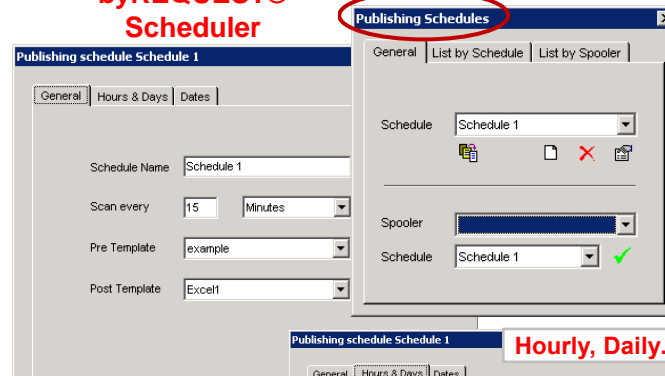 byREQUEST®
Scheduler
Publishing schedule Schedule 1
General Hours & Days Dates
Schedule Name Schedule 1
Scan every 15 Minutes
Pre Template example
Post Template Excel1
Publishing Schedules
General List by Schedule List by Spooler
Schedule Schedule 1
Spooler
Schedule Schedule 1
Publishing schedule Schedule 1
Hourly, Daily.
General Hours & Days Dates